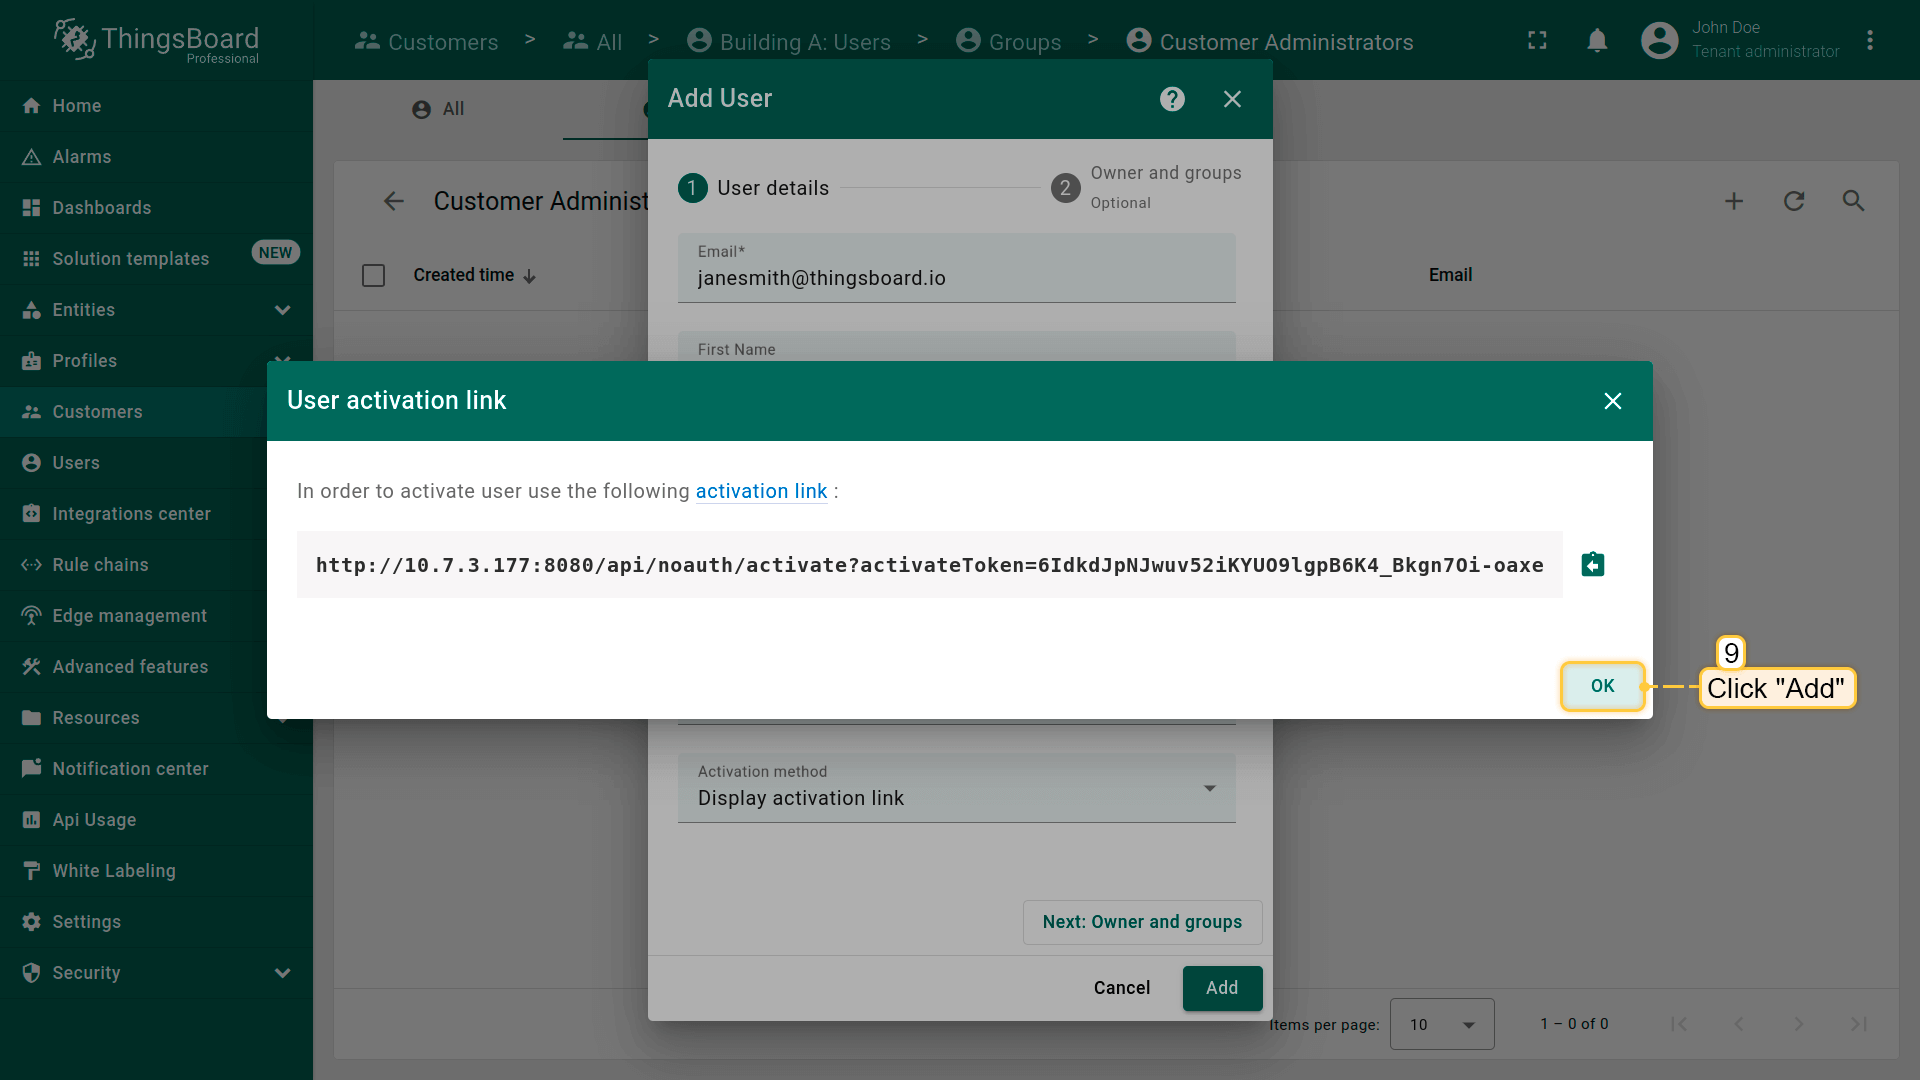 ThingsBoard
Professional
Customers > All > Building A: Users > Groups > Customer Administrators
John Doe
Tenant administrator
Home
Alarms
Dashboards
Solution templates NEW
Entities
Profiles
Customers
Users
Integrations center
Rule chains
Edge management
Advanced features
Resources
Notification center
Api Usage
White Labeling
Settings
Security
All
Customer Administ
Created time
Email
Add User
1 User details
2 Owner and groups
Optional
Email*
janesmith@thingsboard.io
First Name
User activation link
In order to activate user use the following activation link :
http://10.7.3.177:8080/api/noauth/activate?activateToken=6IdkdJpNJwuv52iKYUO9lgpB6K4_Bkgn7Oi-oaxe
OK
9
Click "Add"
Activation method
Display activation link
Next: Owner and groups
Cancel
Add
Items per page: 10
1 – 0 of 0